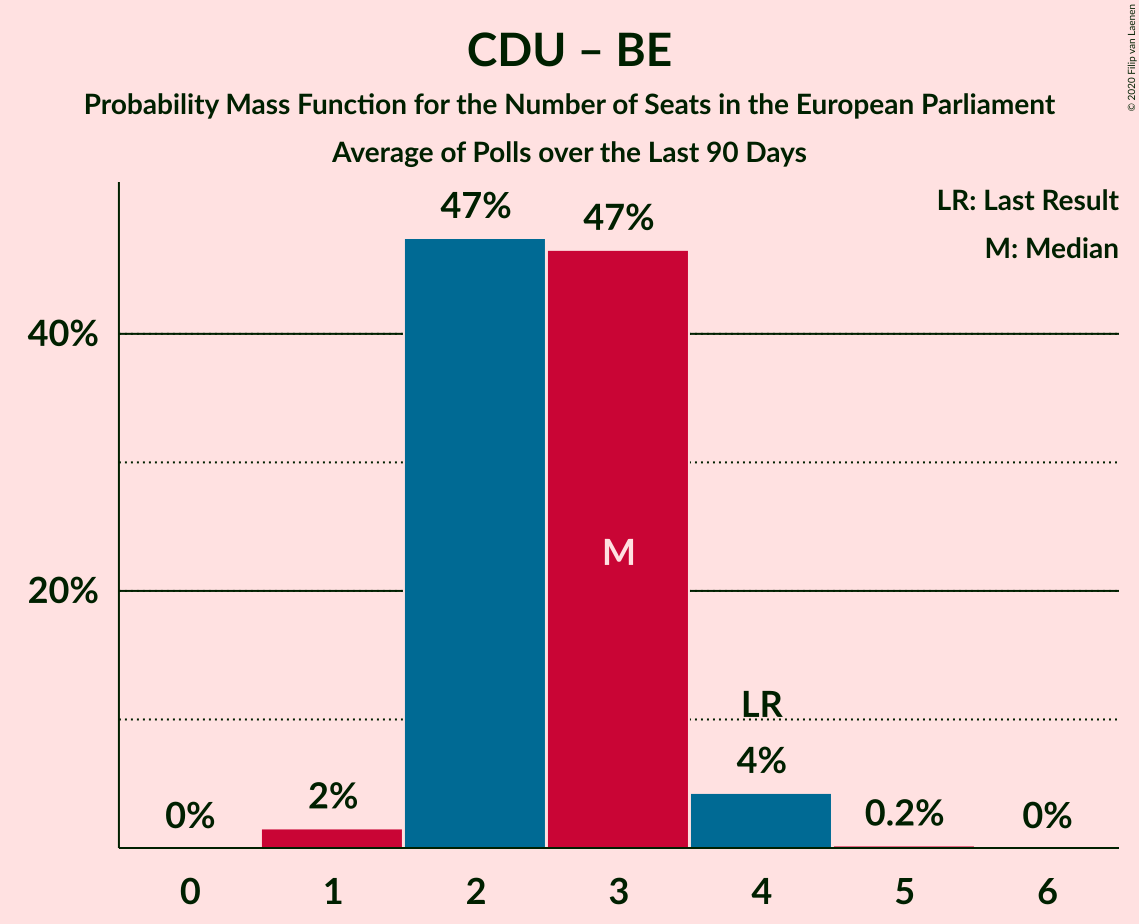 CDU – BE
Probability Mass Function for the Number of Seats in the European Parliament
Average of Polls over the Last 90 Days
© 2020 Filip van Laenen
LR: Last Result
M: Median
47%
47%
40%
M
20%
LR
4%
2%
0%
0.2%
0%
0 1 2 3 4 5 6